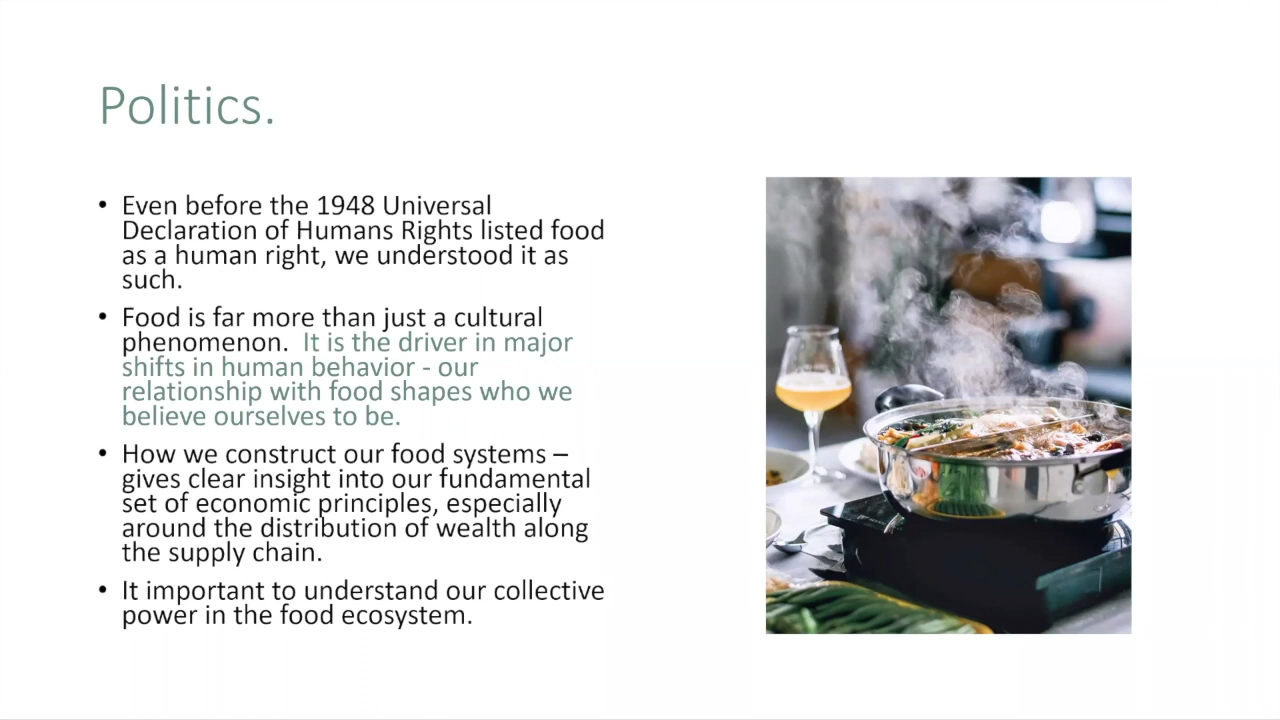 Politics.
• Even before the 1948 Universal
Declaration of Humans Rights listed food
as a human right, we understood it as
such.
• Food is far more than just a cultural
phenomenon.  It is the driver in major
shifts in human behavior - our
relationship with food shapes who we
believe ourselves to be.
• How we construct our food systems –
gives clear insight into our fundamental
set of economic principles, especially
around the distribution of wealth along
the supply chain.
• It important to understand our collective
power in the food ecosystem.